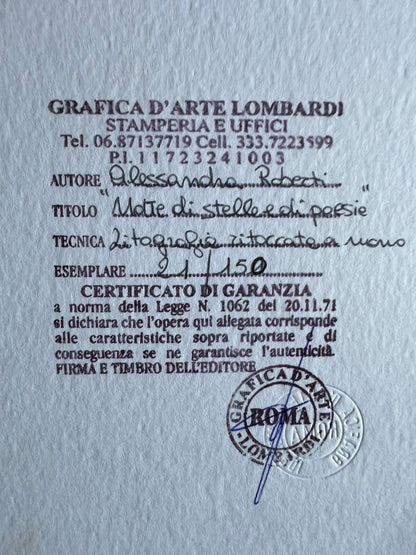 GRAFICA D'ARTE LOMBARDI
STAMPERIA E UFFICI
Tel. 06.87137719 Cell. 333.7223599
P.I. 11723241003
AUTORE Alessandra Roberti
TITOLO "Notte di stelle e di poesie"
TECNICA Litografia ritoccata a mano
ESEMPLARE 21/150
CERTIFICATO DI GARANZIA
a norma della Legge N. 1062 del 20.11.71
si dichiara che l'opera qui allegata corrisponde
alle caratteristiche sopra riportate e di
conseguenza se ne garantisce l'autenticità.
FIRMA E TIMBRO DELL'EDITORE
GRAFICA D'ARTE
ROMA
LOMBARDI